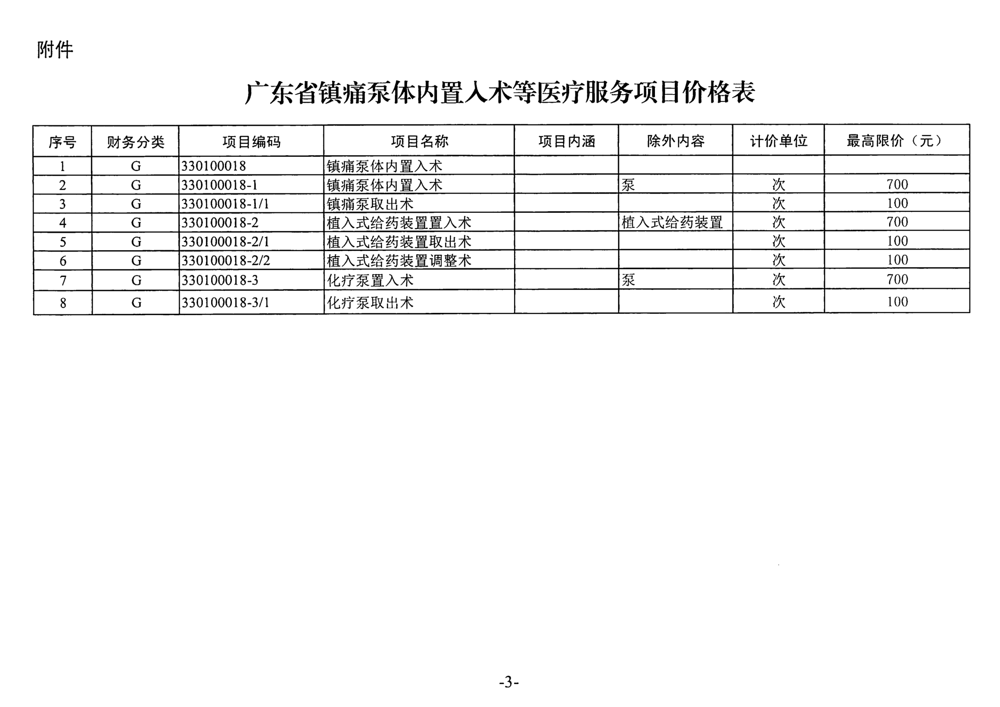 附件
广东省镇痛泵体内置入术等医疗服务项目价格表
序号 财务分类 项目编码 项目名称 项目内涵 除外内容 计价单位 最高限价（元）
1 G 330100018 镇痛泵体内置入术
2 G 330100018-1 镇痛泵体内置入术 泵 次 700
3 G 330100018-1/1 镇痛泵取出术 次 100
4 G 330100018-2 植入式给药装置置入术 植入式给药装置 次 700
5 G 330100018-2/1 植入式给药装置取出术 次 100
6 G 330100018-2/2 植入式给药装置调整术 次 100
7 G 330100018-3 化疗泵置入术 泵 次 700
8 G 330100018-3/1 化疗泵取出术 次 100
-3-